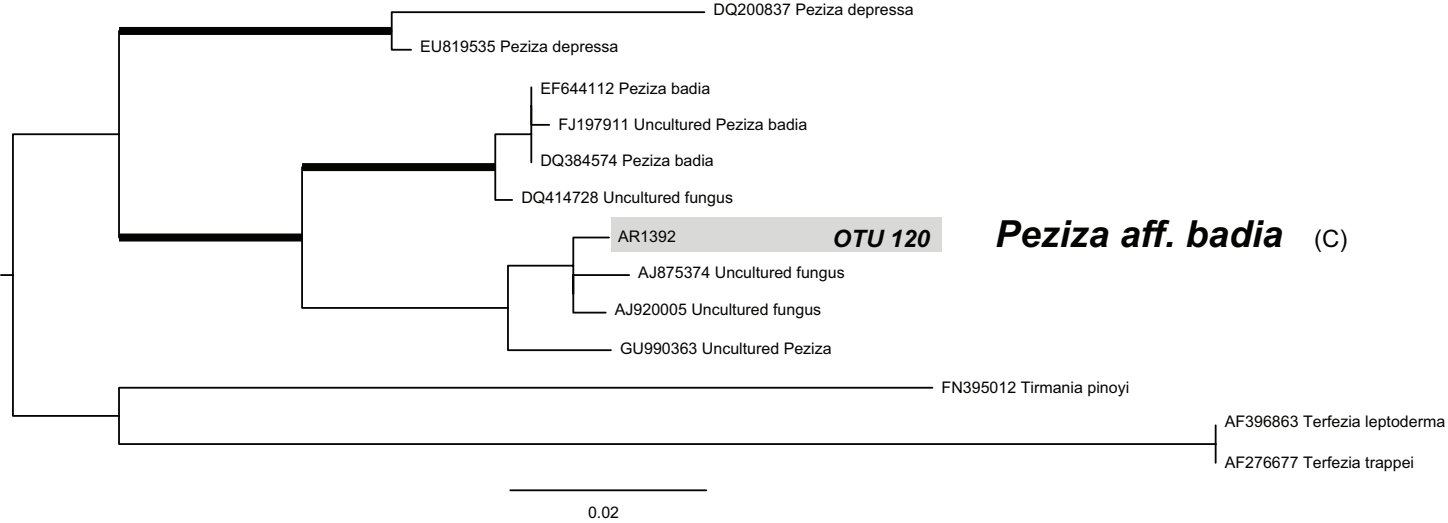 DQ200837 Peziza depressa
EU819535 Peziza depressa
EF644112 Peziza badia
FJ197911 Uncultured Peziza badia
DQ384574 Peziza badia
DQ414728 Uncultured fungus
AR1392 OTU 120 Peziza aff. badia (C)
AJ875374 Uncultured fungus
AJ920005 Uncultured fungus
GU990363 Uncultured Peziza
FN395012 Tirmania pinoyi
AF396863 Terfezia leptoderma
AF276677 Terfezia trappei
0.02